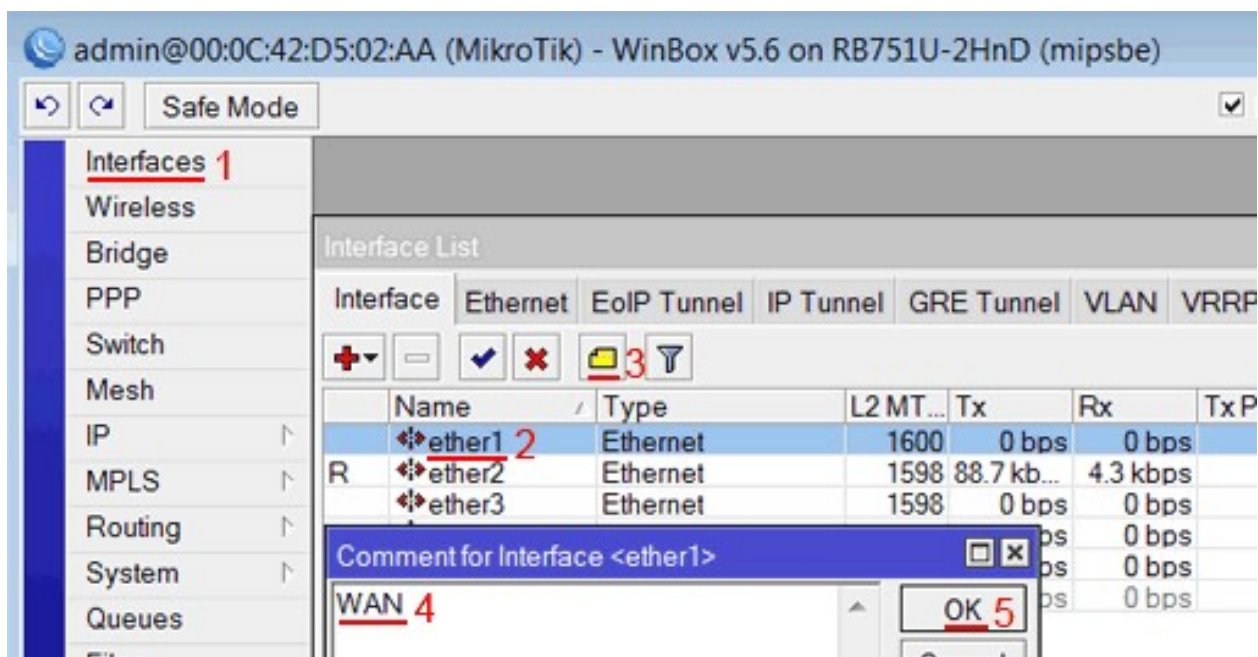 admin@00:0C:42:D5:02:AA (MikroTik) - WinBox v5.6 on RB751U-2HnD (mipsbe)
Safe Mode
Interfaces 1
Wireless
Bridge
PPP
Switch
Mesh
IP
MPLS
Routing
System
Queues
Interface List
Interface Ethernet EoIP Tunnel IP Tunnel GRE Tunnel VLAN VRRP
3
Name Type L2 MT... Tx Rx Tx P
ether1 2 Ethernet 1600 0 bps 0 bps
R ether2 Ethernet 1598 88.7 kb... 4.3 kbps
ether3 Ethernet 1598 0 bps 0 bps
bps 0 bps
bps 0 bps
bps 0 bps
Comment for Interface <ether1>
WAN 4
OK 5